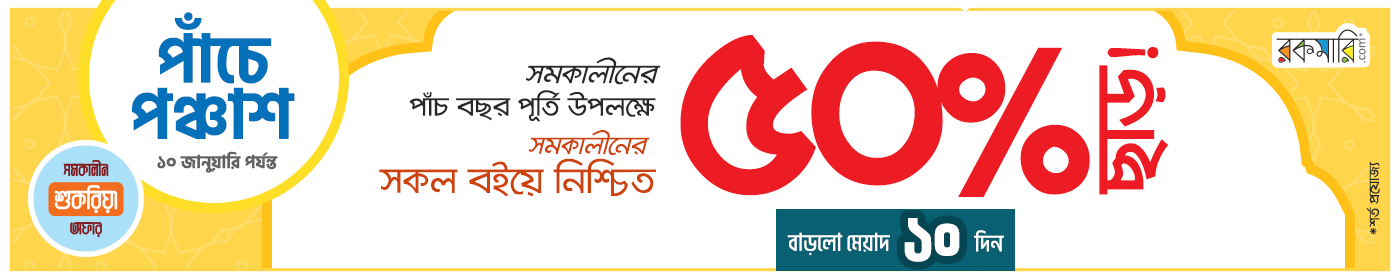 পাঁচে
পঞ্চাশ
১০ জানুয়ারি পর্যন্ত
সমকালীন
শুকরিয়া
অফার
সমকালীনের
পাঁচ বছর পূর্তি উপলক্ষে
সমকালীনের
সকল বইয়ে নিশ্চিত
৫০%
ছাড়!
বাড়লো মেয়াদ ১০ দিন
রকমারি.com
*শর্ত প্রযোজ্য